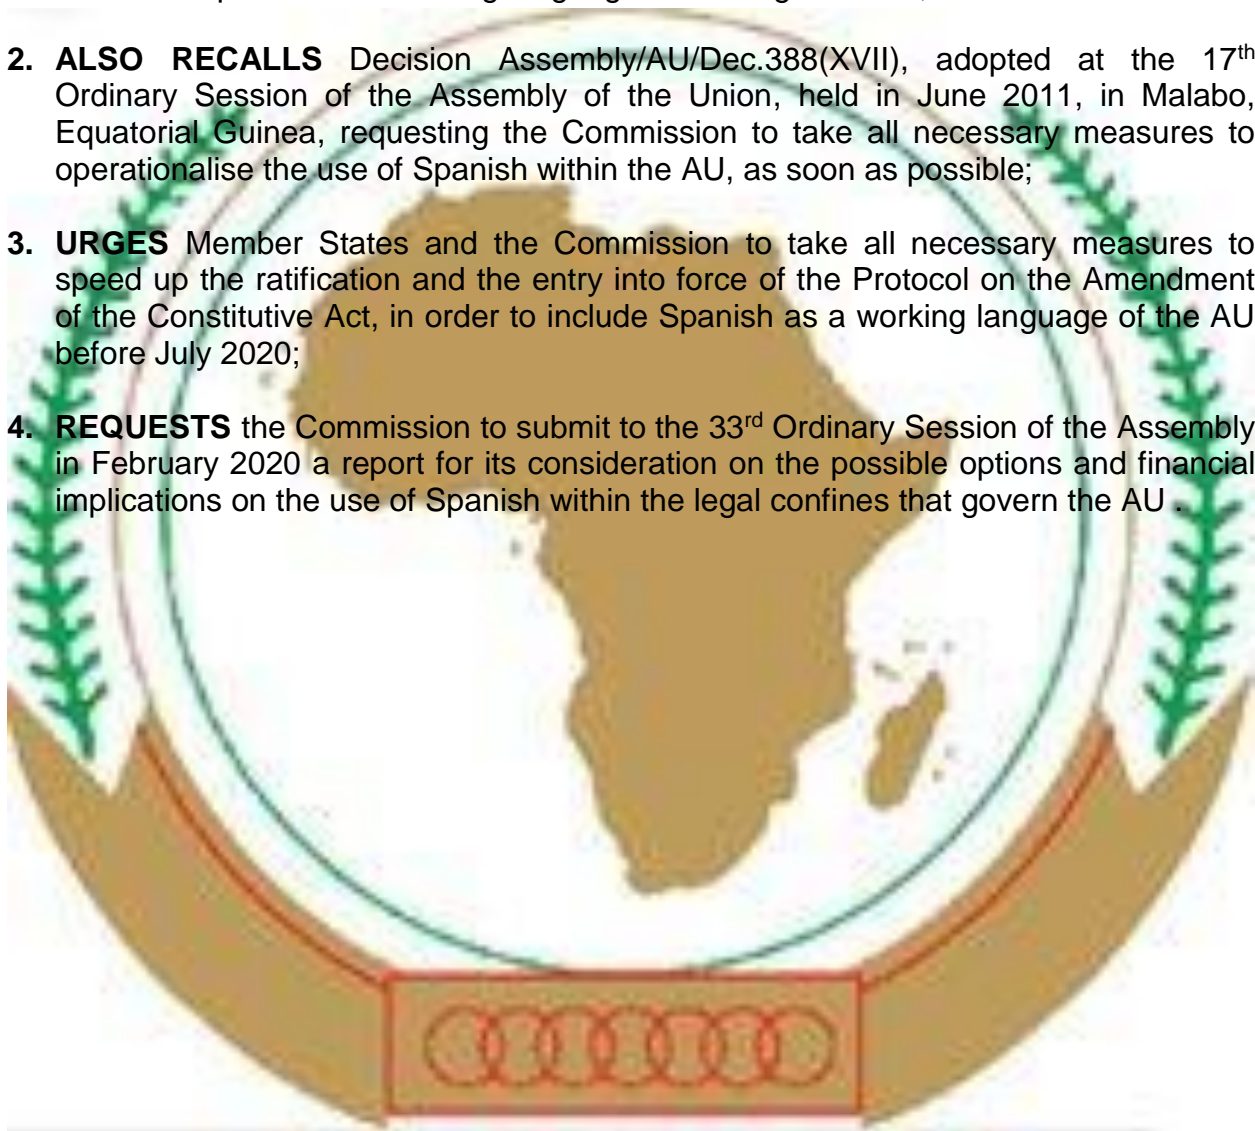 2. ALSO RECALLS Decision Assembly/AU/Dec.388(XVII), adopted at the 17th
Ordinary Session of the Assembly of the Union, held in June 2011, in Malabo,
Equatorial Guinea, requesting the Commission to take all necessary measures to
operationalise the use of Spanish within the AU, as soon as possible;
3. URGES Member States and the Commission to take all necessary measures to
speed up the ratification and the entry into force of the Protocol on the Amendment
of the Constitutive Act, in order to include Spanish as a working language of the AU
before July 2020;
4. REQUESTS the Commission to submit to the 33rd Ordinary Session of the Assembly
in February 2020 a report for its consideration on the possible options and financial
implications on the use of Spanish within the legal confines that govern the AU .